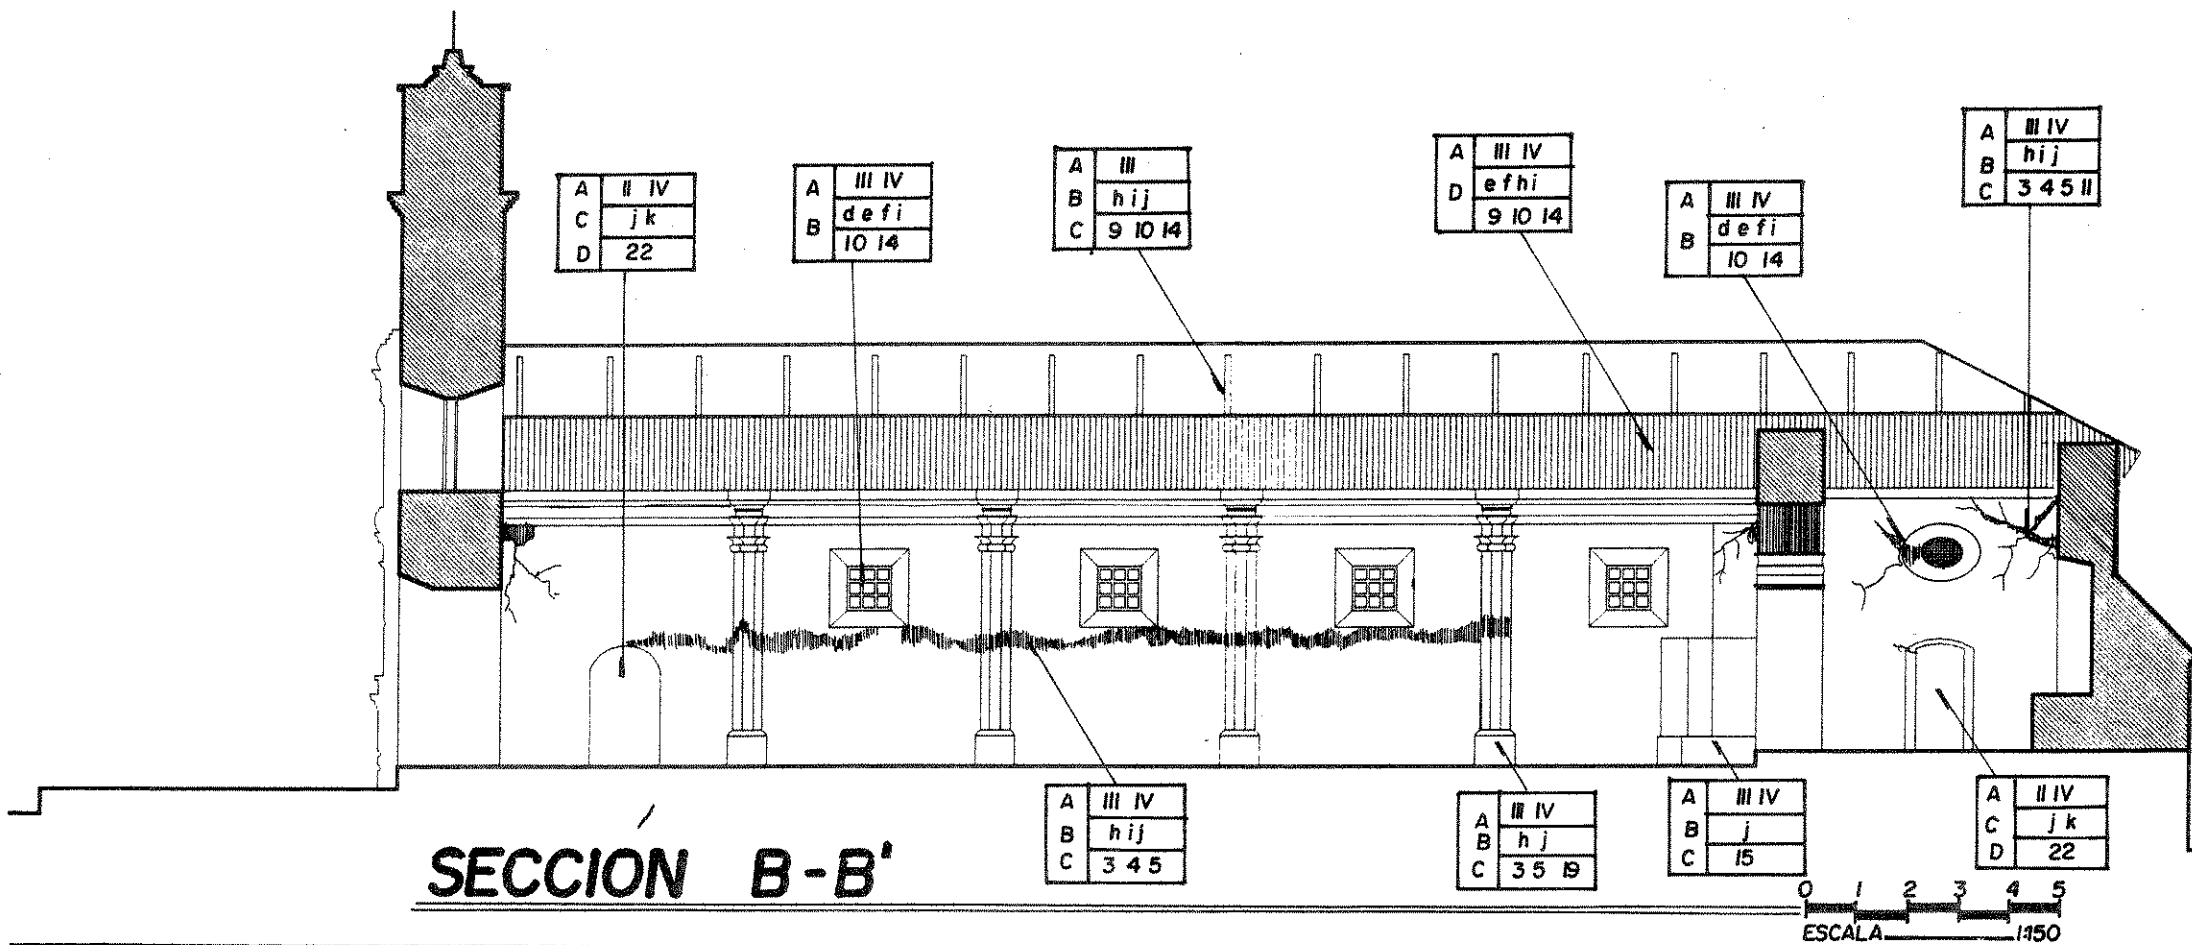 A II IV
C j k
D 22
A III IV
B d e f i
10 14
A III
B h i j
C 9 10 14
A III IV
D e f h i
9 10 14
A III IV
B d e f i
10 14
A III IV
B h i j
C 3 4 5 11
A III IV
B h i j
C 3 4 5
A III IV
B h j
C 3 5 19
A III IV
B j
C 15
A II IV
C j k
D 22
SECCION B-B'
0 1 2 3 4 5
ESCALA 1:150